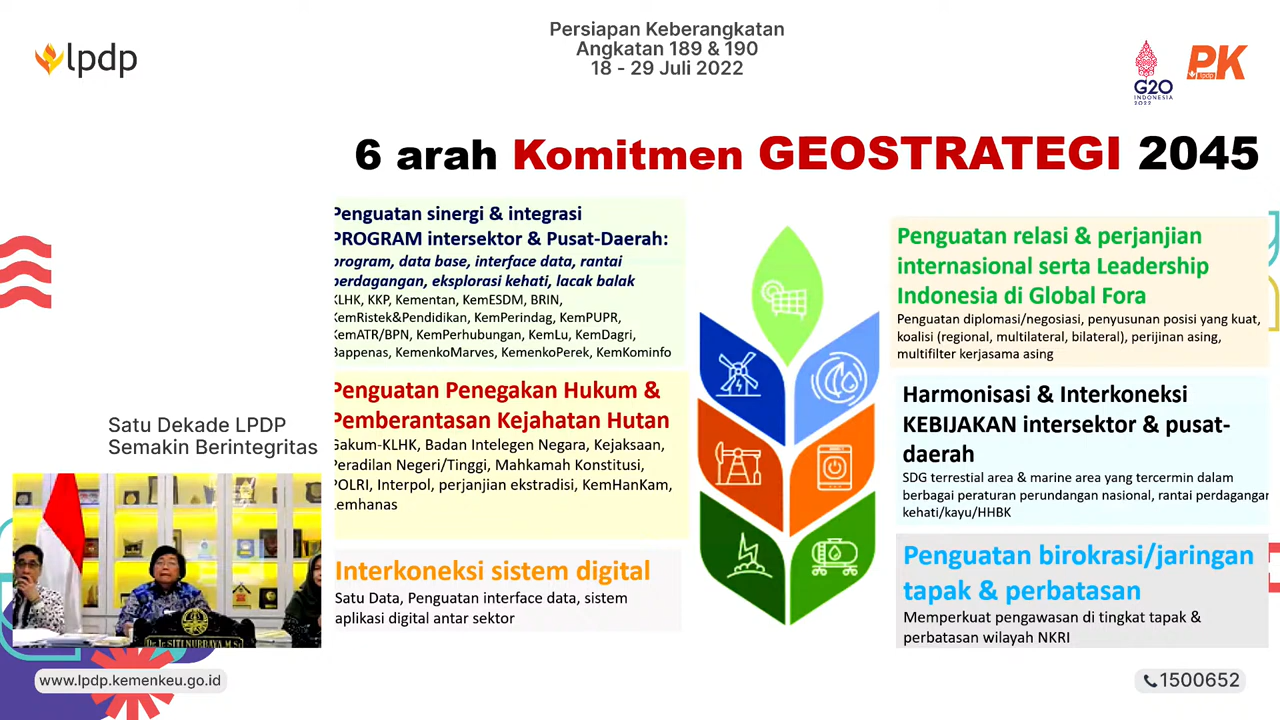 lpdp
Persiapan Keberangkatan
Angkatan 189 & 190
18 - 29 Juli 2022
G20
INDONESIA
2022
PK
lpdp
6 arah Komitmen GEOSTRATEGI 2045
Penguatan sinergi & integrasi
PROGRAM intersektor & Pusat-Daerah:
program, data base, interface data, rantai
perdagangan, eksplorasi kehati, lacak balak
KLHK, KKP, Kementan, KemESDM, BRIN,
KemRistek&Pendidikan, KemPerindag, KemPUPR,
KemATR/BPN, KemPerhubungan, KemLu, KemDagri,
Bappenas, KemenkoMarves, KemenkoPerek, KemKominfo
Penguatan Penegakan Hukum &
Pemberantasan Kejahatan Hutan
Gakum-KLHK, Badan Intelegen Negara, Kejaksaan,
Peradilan Negeri/Tinggi, Mahkamah Konstitusi,
POLRI, Interpol, perjanjian ekstradisi, KemHanKam,
Lemhanas
Interkoneksi sistem digital
Satu Data, Penguatan interface data, sistem
aplikasi digital antar sektor
Penguatan relasi & perjanjian
internasional serta Leadership
Indonesia di Global Fora
Penguatan diplomasi/negosiasi, penyusunan posisi yang kuat,
koalisi (regional, multilateral, bilateral), perijinan asing,
multifilter kerjasama asing
Harmonisasi & Interkoneksi
KEBIJAKAN intersektor & pusat-
daerah
SDG terrestial area & marine area yang tercermin dalam
berbagai peraturan perundangan nasional, rantai perdagangan
kehati/kayu/HHBK
Penguatan birokrasi/jaringan
tapak & perbatasan
Memperkuat pengawasan di tingkat tapak &
perbatasan wilayah NKRI
Satu Dekade LPDP
Semakin Berintegritas
Dr. Ir. SITI NURBAYA, M.Sc
www.lpdp.kemenkeu.go.id
1500652